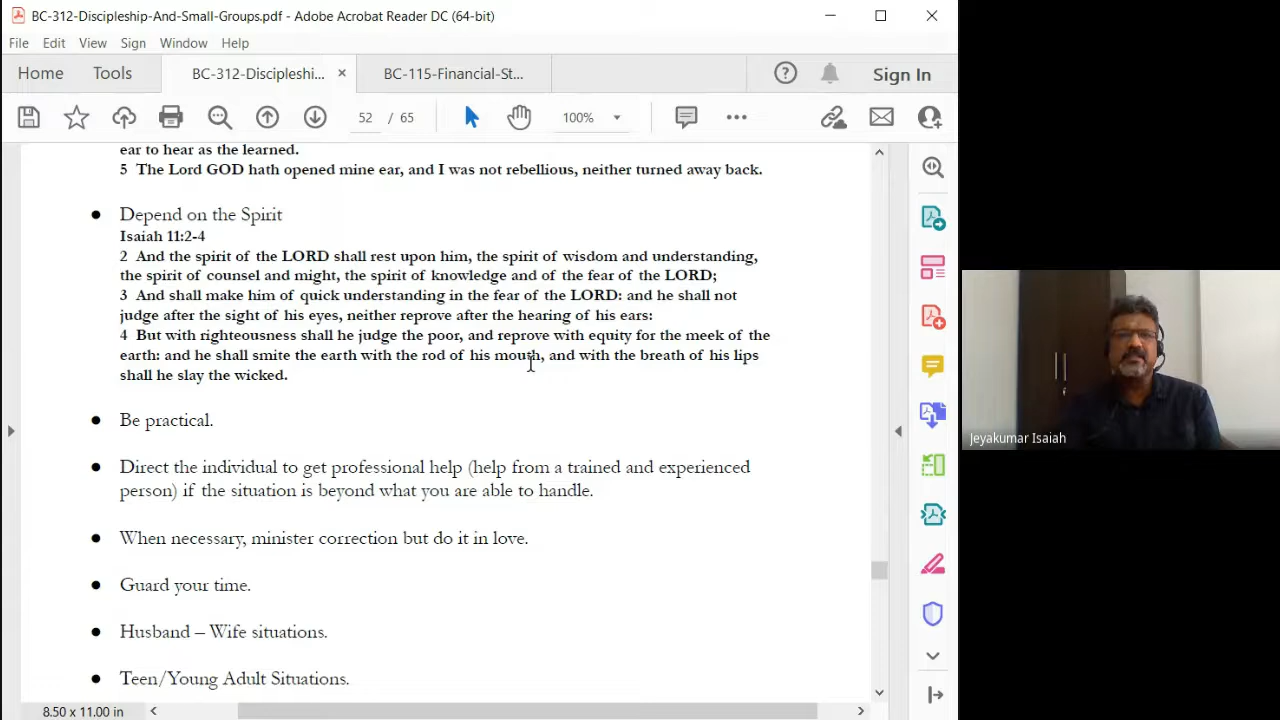 BC-312-Discipleship-And-Small-Groups.pdf - Adobe Acrobat Reader DC (64-bit)
File Edit View Sign Window Help
Home Tools BC-312-Discipleshi... × BC-115-Financial-St... Sign In
52 / 65 100%
ear to hear as the learned.
5 The Lord GOD hath opened mine ear, and I was not rebellious, neither turned away back.
● Depend on the Spirit
Isaiah 11:2-4
2 And the spirit of the LORD shall rest upon him, the spirit of wisdom and understanding,
the spirit of counsel and might, the spirit of knowledge and of the fear of the LORD;
3 And shall make him of quick understanding in the fear of the LORD: and he shall not
judge after the sight of his eyes, neither reprove after the hearing of his ears:
4 But with righteousness shall he judge the poor, and reprove with equity for the meek of the
earth: and he shall smite the earth with the rod of his mouth, and with the breath of his lips
shall he slay the wicked.
● Be practical.
● Direct the individual to get professional help (help from a trained and experienced
person) if the situation is beyond what you are able to handle.
● When necessary, minister correction but do it in love.
● Guard your time.
● Husband – Wife situations.
● Teen/Young Adult Situations.
8.50 x 11.00 in
Jeyakumar Isaiah